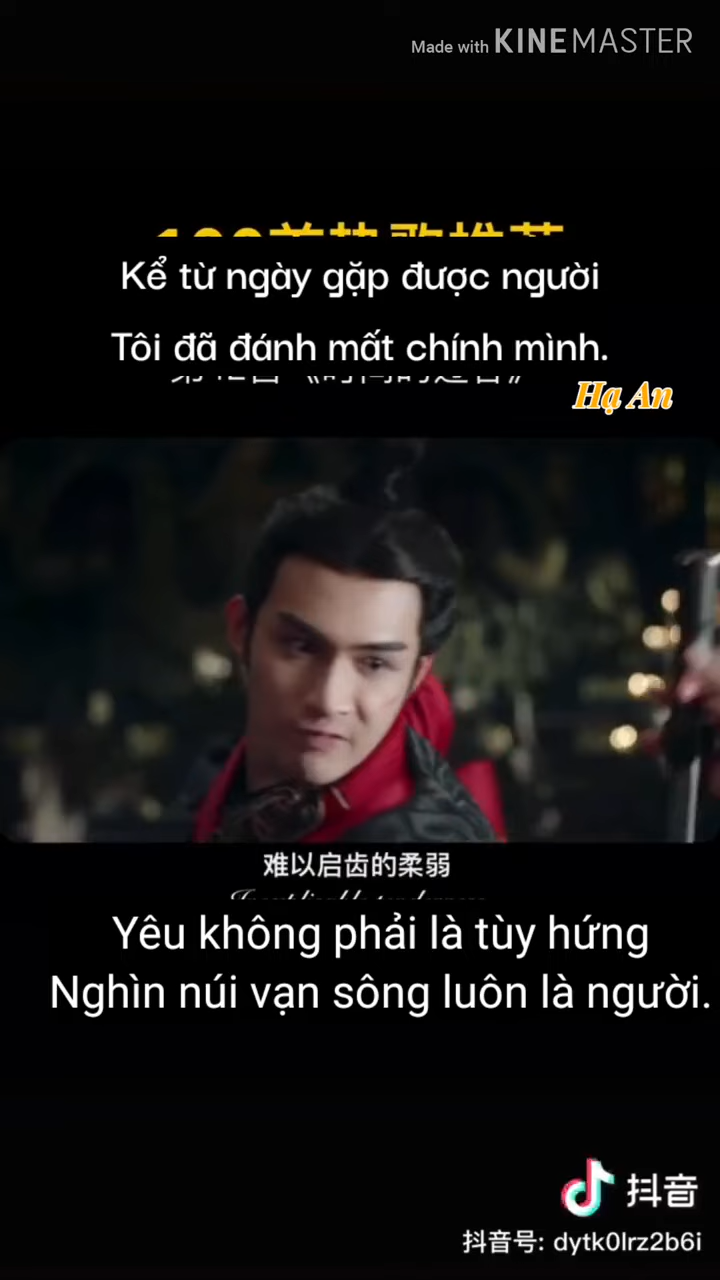 Made with KINEMASTER
Kể từ ngày gặp được người
Tôi đã đánh mất chính mình.
Hạ An
难以启齿的柔弱
Yêu không phải là tùy hứng
Nghìn núi vạn sông luôn là người.
抖音
抖音号: dytk0lrz2b6i